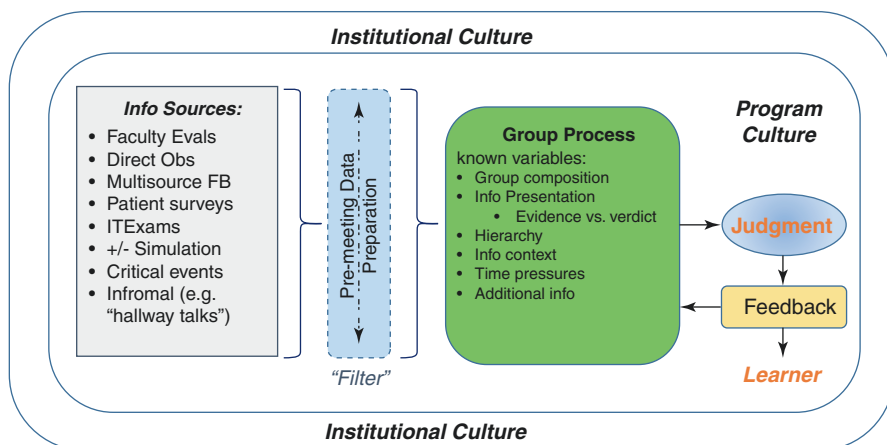 Institutional Culture
Info Sources:
• Faculty Evals
• Direct Obs
• Multisource FB
• Patient surveys
• ITExams
• +/- Simulation
• Critical events
• Infromal (e.g.
“hallway talks”)
Pre-meeting Data
Preparation
“Filter”
Group Process
known variables:
• Group composition
• Info Presentation
• Evidence vs. verdict
• Hierarchy
• Info context
• Time pressures
• Additional info
Program
Culture
Judgment
Feedback
Learner
Institutional Culture